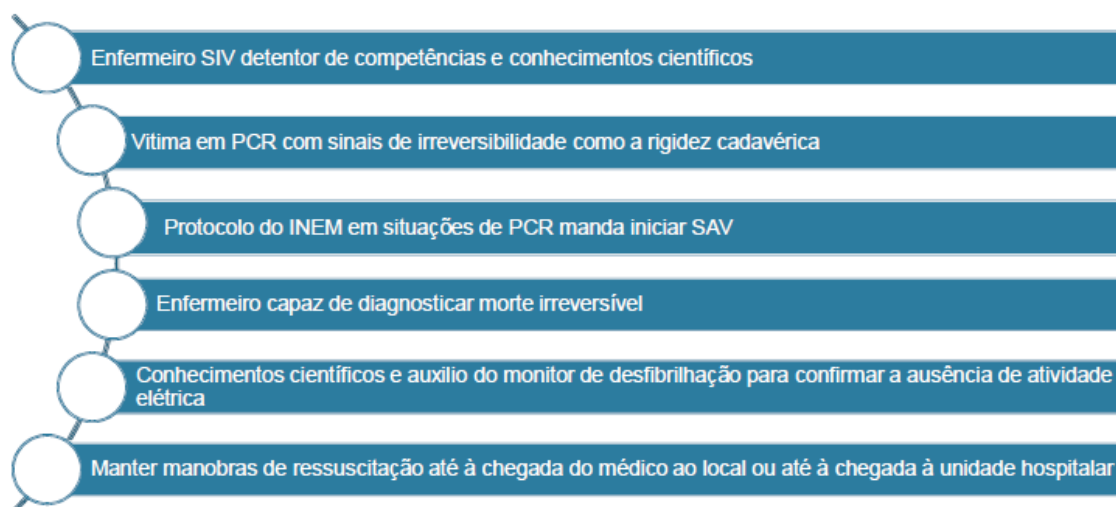 Enfermeiro SIV detentor de competências e conhecimentos científicos
Vitima em PCR com sinais de irreversibilidade como a rigidez cadavérica
Protocolo do INEM em situações de PCR manda iniciar SAV
Enfermeiro capaz de diagnosticar morte irreversível
Conhecimentos científicos e auxilio do monitor de desfibrilhação para confirmar a ausência de atividade
elétrica
Manter manobras de ressuscitação até à chegada do médico ao local ou até à chegada à unidade hospitalar